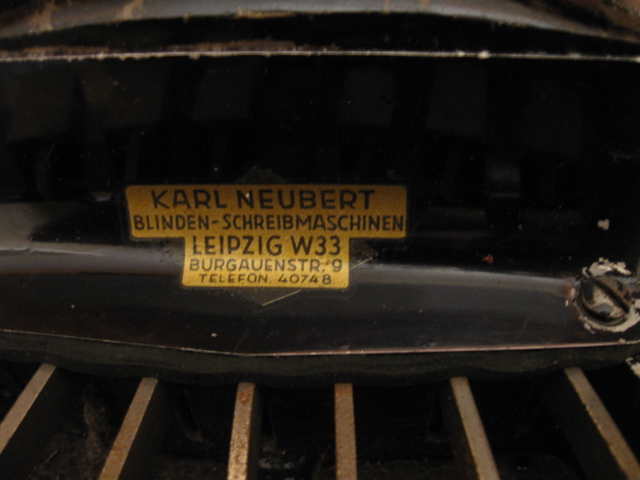 KARL NEUBERT
BLINDEN-SCHREIBMASCHINEN
LEIPZIG W33
BURGAUENSTR. 9
TELEFON. 40748